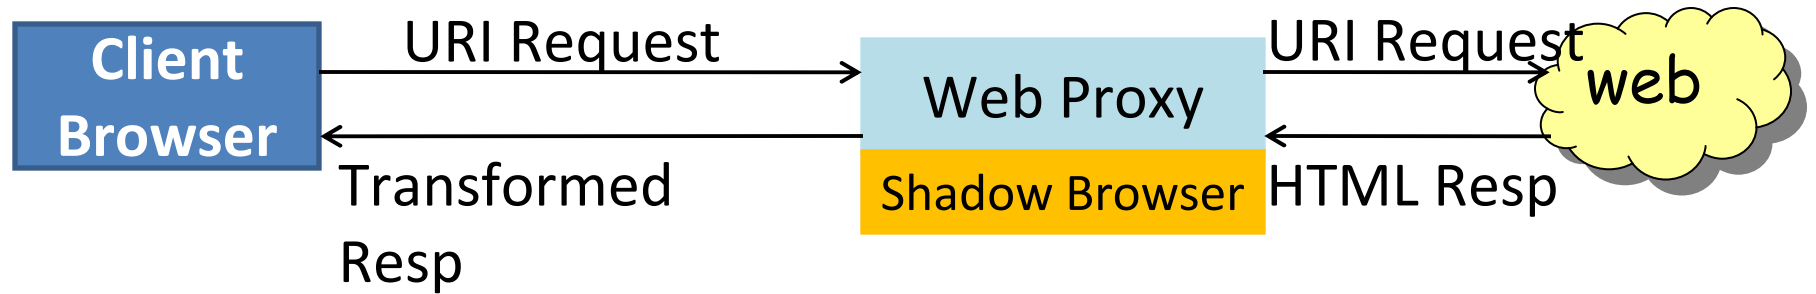 Client
Browser
URI Request
Transformed
Resp
Web Proxy
Shadow Browser
URI Request
HTML Resp
web